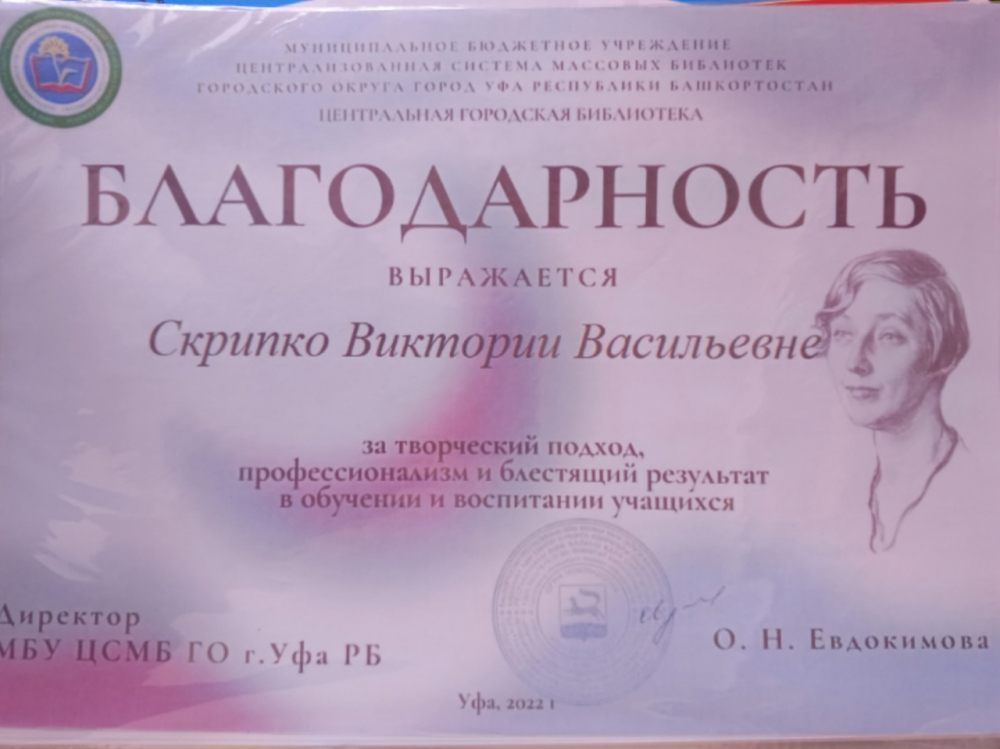 МУНИЦИПАЛЬНОЕ БЮДЖЕТНОЕ УЧРЕЖДЕНИЕ
ЦЕНТРАЛИЗОВАННАЯ СИСТЕМА МАССОВЫХ БИБЛИОТЕК
ГОРОДСКОГО ОКРУГА ГОРОД УФА РЕСПУБЛИКИ БАШКОРТОСТАН
ЦЕНТРАЛЬНАЯ ГОРОДСКАЯ БИБЛИОТЕКА
БЛАГОДАРНОСТЬ
ВЫРАЖАЕТСЯ
Скрипко Виктории Васильевне
за творческий подход,
профессионализм и блестящий результат
в обучении и воспитании учащихся
Директор
МБУ ЦСМБ ГО г.Уфа РБ
О. Н. Евдокимова
Уфа, 2022 г